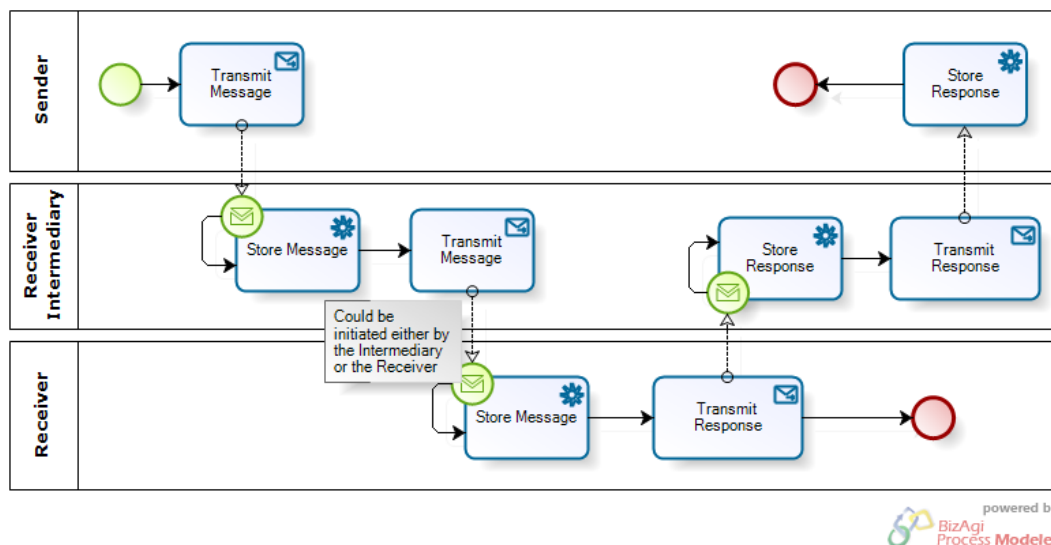 Sender
Transmit
Message
Store
Response
Receiver
Intermediary
Store Message
Transmit
Message
Store
Response
Transmit
Response
Could be
initiated either by
the Intermediary
or the Receiver
Receiver
Store Message
Transmit
Response
powered b
BizAgi
Process Modele